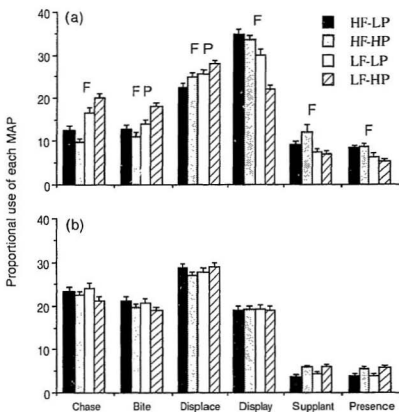 (a)
HF-LP
HF-HP
LF-LP
LF-HP
F
F P
F P
F
F
F
40
30
20
10
0
Proportional use of each MAP
(b)
40
30
20
10
0
Chase Bite Displace Display Supplant Presence